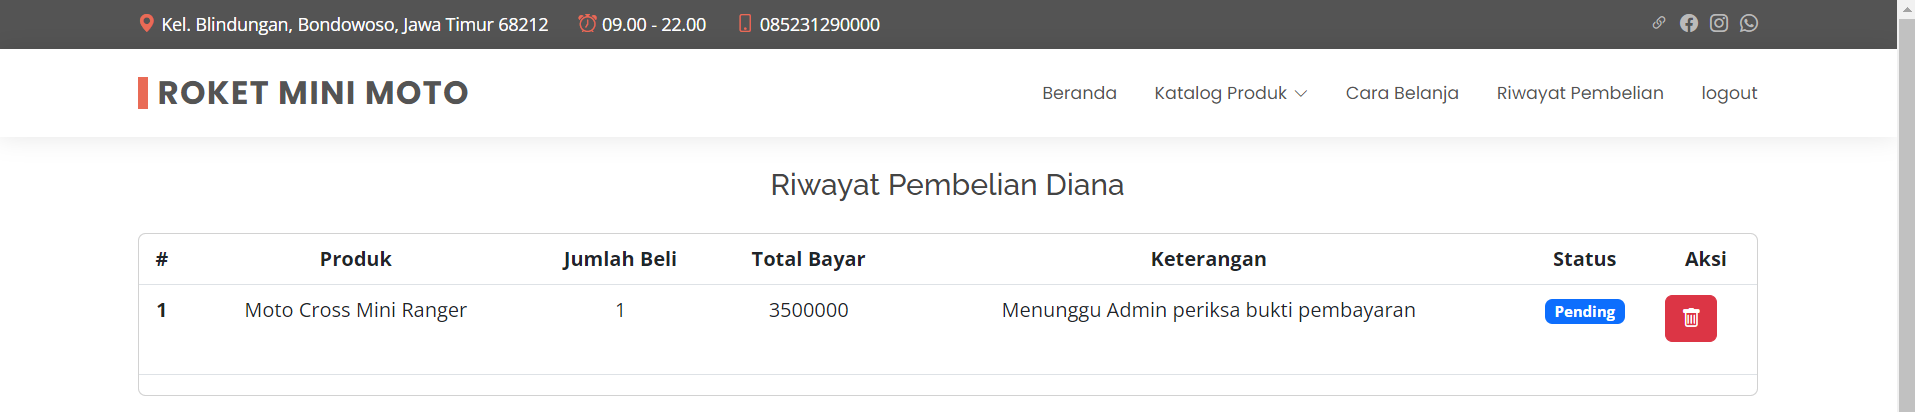 Kel. Blindungan, Bondowoso, Jawa Timur 68212 09.00 - 22.00 085231290000
ROKET MINI MOTO Beranda Katalog Produk Cara Belanja Riwayat Pembelian logout
Riwayat Pembelian Diana
# Produk Jumlah Beli Total Bayar Keterangan Status Aksi
1 Moto Cross Mini Ranger 1 3500000 Menunggu Admin periksa bukti pembayaran Pending